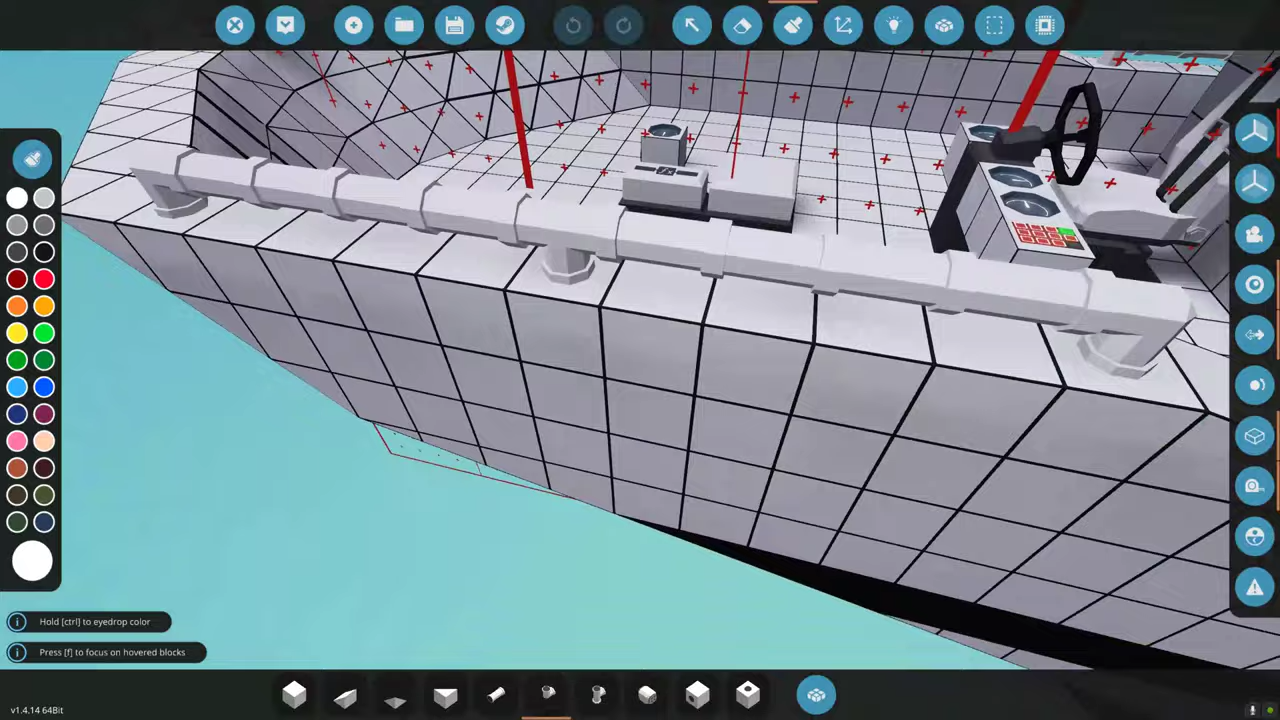 Hold [ctrl] to eyedrop color
Press [f] to focus on hovered blocks
v1.4.14 64Bit